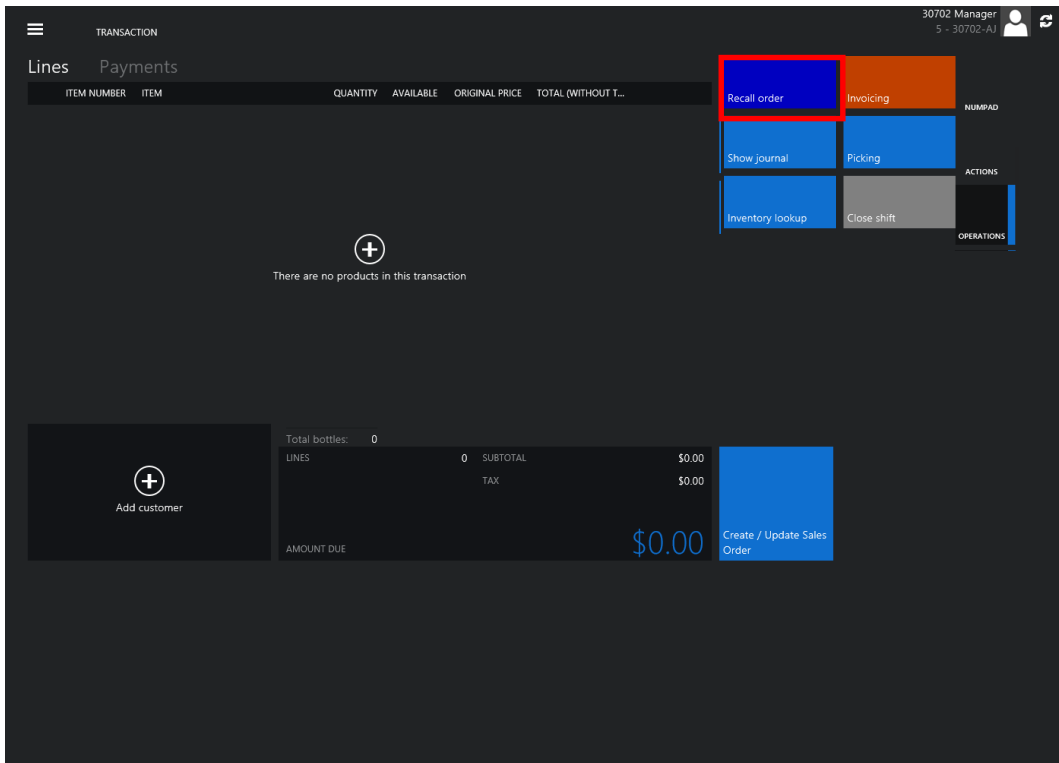 30702 Manager
5 - 30702-AJ
TRANSACTION
Lines Payments
ITEM NUMBER ITEM QUANTITY AVAILABLE ORIGINAL PRICE TOTAL (WITHOUT T...
There are no products in this transaction
Recall order
Invoicing
Show journal
Picking
Inventory lookup
Close shift
NUMPAD
ACTIONS
OPERATIONS
Add customer
Total bottles: 0
LINES 0 SUBTOTAL $0.00
TAX $0.00
AMOUNT DUE $0.00
Create / Update Sales
Order